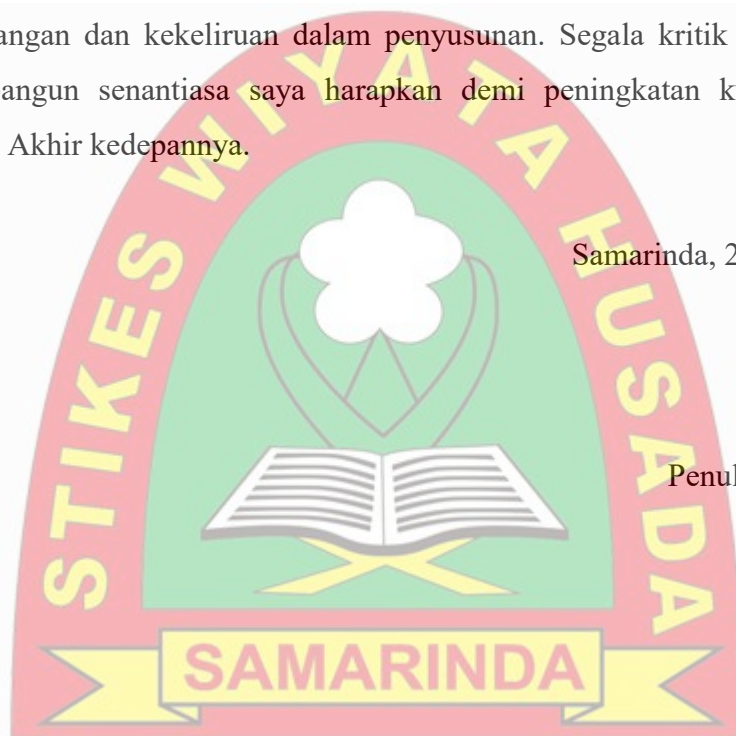 angan dan kekeliruan dalam penyusunan. Segala kritik
angun senantiasa saya harapkan demi peningkatan k
Akhir kedepannya.
Samarinda, 2
Penul
STIKES WIYATA HUSADA
SAMARINDA